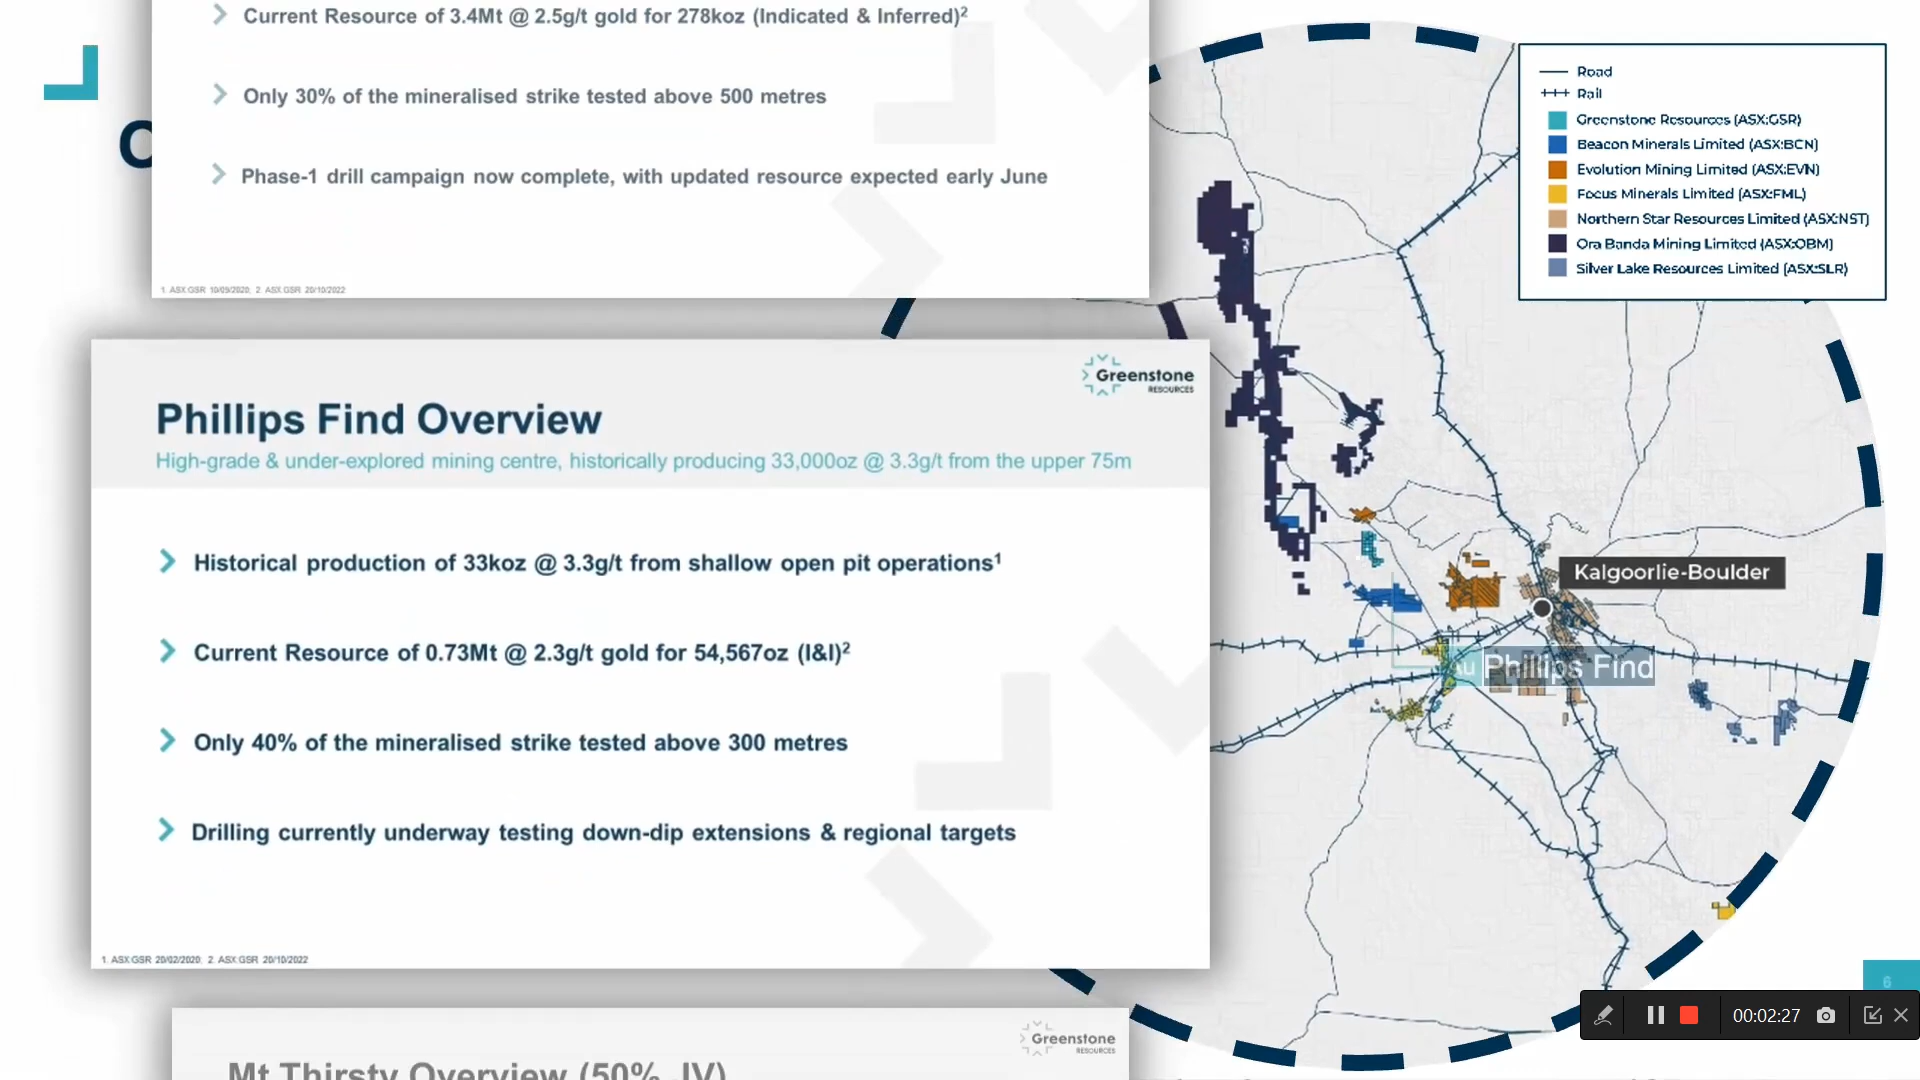 Current Resource of 3.4Mt @ 2.5g/t gold for 278koz (Indicated & Inferred)²
Only 30% of the mineralised strike tested above 500 metres
Phase-1 drill campaign now complete, with updated resource expected early June
1. ASX:GSR 10/09/2020, 2. ASX:GSR 20/10/2022
C
Road
Rail
Greenstone Resources (ASX:GSR)
Beacon Minerals Limited (ASX:BCN)
Evolution Mining Limited (ASX:EVN)
Focus Minerals Limited (ASX:FML)
Northern Star Resources Limited (ASX:NST)
Ora Banda Mining Limited (ASX:OBM)
Silver Lake Resources Limited (ASX:SLR)
Greenstone
RESOURCES
Phillips Find Overview
High-grade & under-explored mining centre, historically producing 33,000oz @ 3.3g/t from the upper 75m
Historical production of 33koz @ 3.3g/t from shallow open pit operations¹
Current Resource of 0.73Mt @ 2.3g/t gold for 54,567oz (I&I)²
Only 40% of the mineralised strike tested above 300 metres
Drilling currently underway testing down-dip extensions & regional targets
1. ASX:GSR 20/02/2020, 2. ASX:GSR 20/10/2022
Kalgoorlie-Boulder
Au Phillips Find
6
00:02:27
Greenstone
RESOURCES
Mt Thirsty Overview (50% JV)